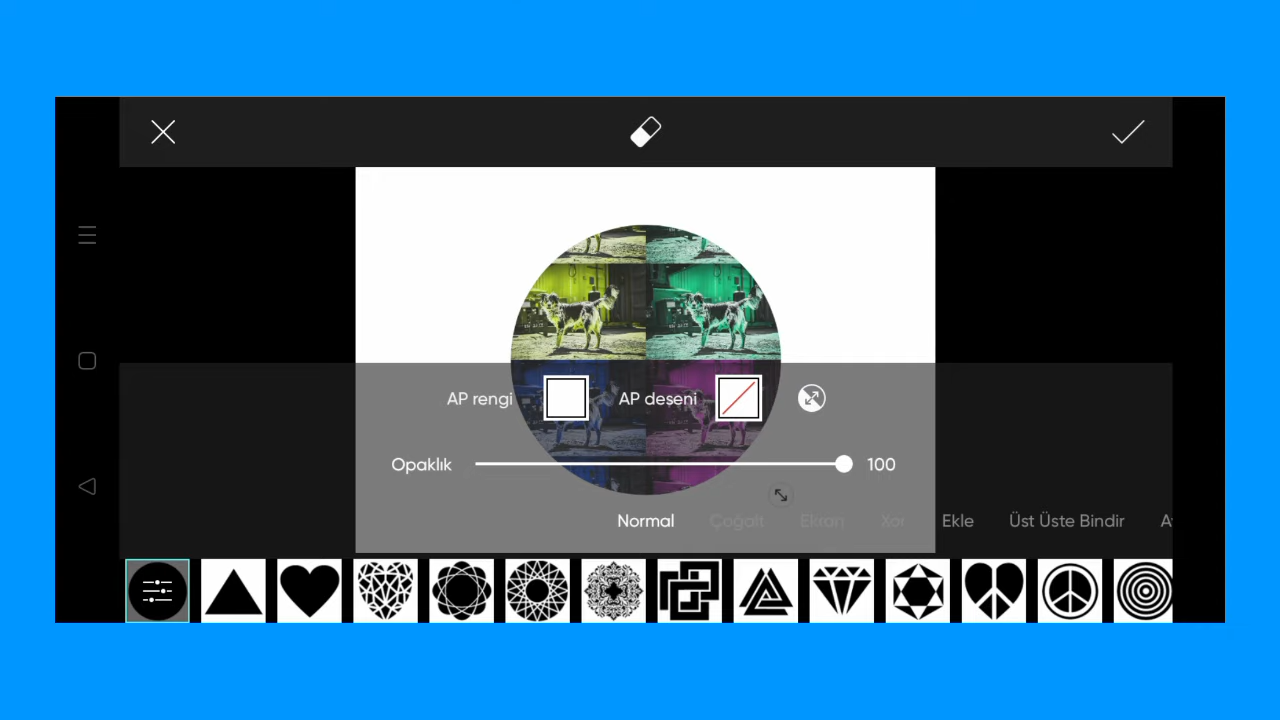 AP rengi AP deseni
Opaklık 100
Normal Çoğalt Ekran Xor Ekle Üst Üste Bindir